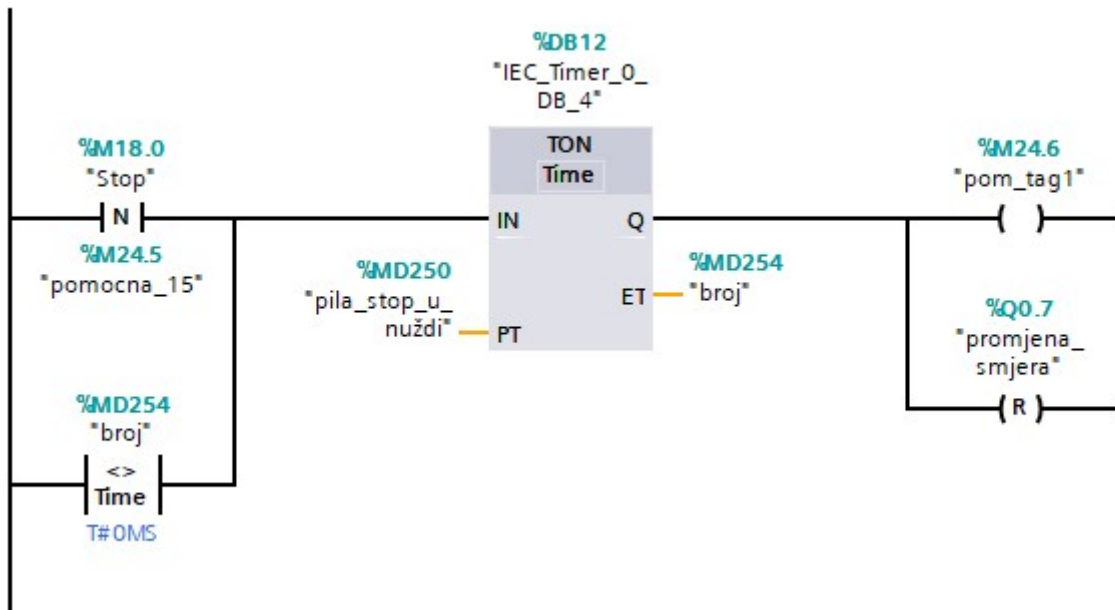 %DB12
"IEC_Timer_0_
DB_4"
TON
Time
%M18.0
"Stop"
N
%M24.5
"pomocna_15"
IN
Q
%MD250
"pila_stop_u_
nuždi"
PT
ET
%MD254
"broj"
%M24.6
"pom_tag1"
( )
%Q0.7
"promjena_
smjera"
(R)
%MD254
"broj"
<>
Time
T#0MS